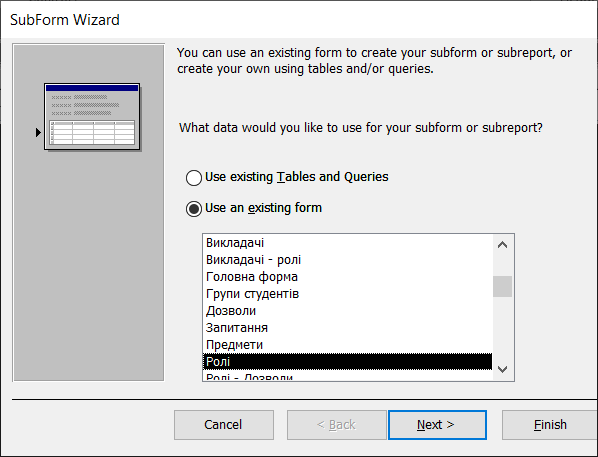 SubForm Wizard
You can use an existing form to create your subform or subreport, or
create your own using tables and/or queries.
What data would you like to use for your subform or subreport?
Use existing Tables and Queries
Use an existing form
Викладачі
Викладачі - ролі
Головна форма
Групи студентів
Дозволи
Запитання
Предмети
Ролі
Ролі - Дозволи
Cancel
< Back
Next >
Finish